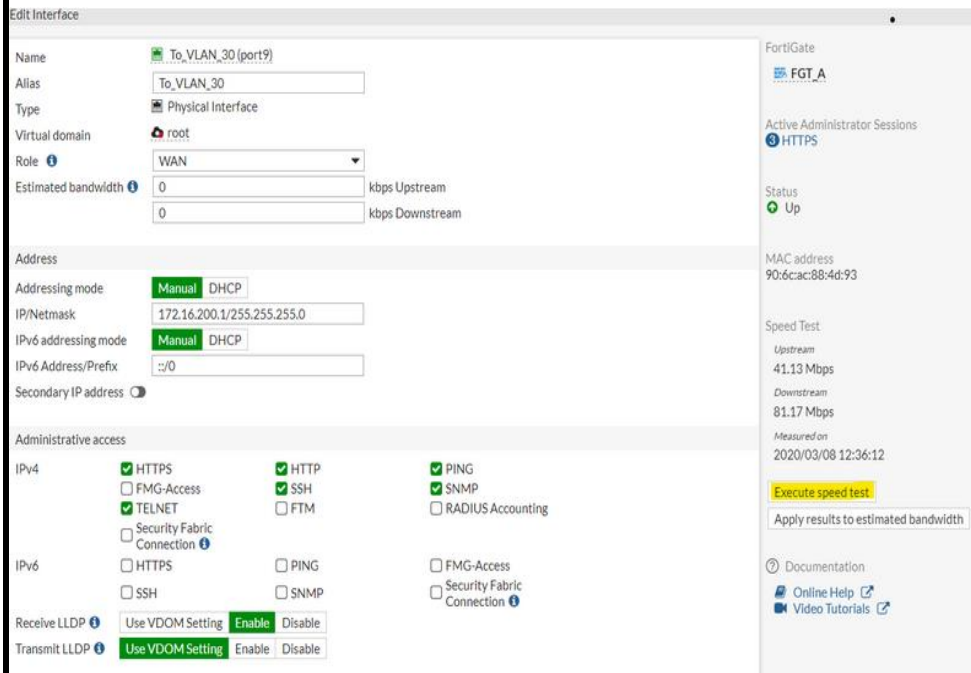 Edit Interface
Name To_VLAN_30 (port9)
Alias To_VLAN_30
Type Physical Interface
Virtual domain root
Role WAN
Estimated bandwidth 0 kbps Upstream
0 kbps Downstream
Address
Addressing mode Manual DHCP
IP/Netmask 172.16.200.1/255.255.255.0
IPv6 addressing mode Manual DHCP
IPv6 Address/Prefix ::/0
Secondary IP address
Administrative access
IPv4 HTTPS HTTP PING
FMG-Access SSH SNMP
TELNET FTM RADIUS Accounting
Security Fabric
Connection
IPv6 HTTPS PING FMG-Access
SSH SNMP Security Fabric
Connection
Receive LLDP Use VDOM Setting Enable Disable
Transmit LLDP Use VDOM Setting Enable Disable
FortiGate
FGT_A
Active Administrator Sessions
3 HTTPS
Status
Up
MAC address
90:6c:ac:88:4d:93
Speed Test
Upstream
41.13 Mbps
Downstream
81.17 Mbps
Measured on
2020/03/08 12:36:12
Execute speed test
Apply results to estimated bandwidth
Documentation
Online Help
Video Tutorials